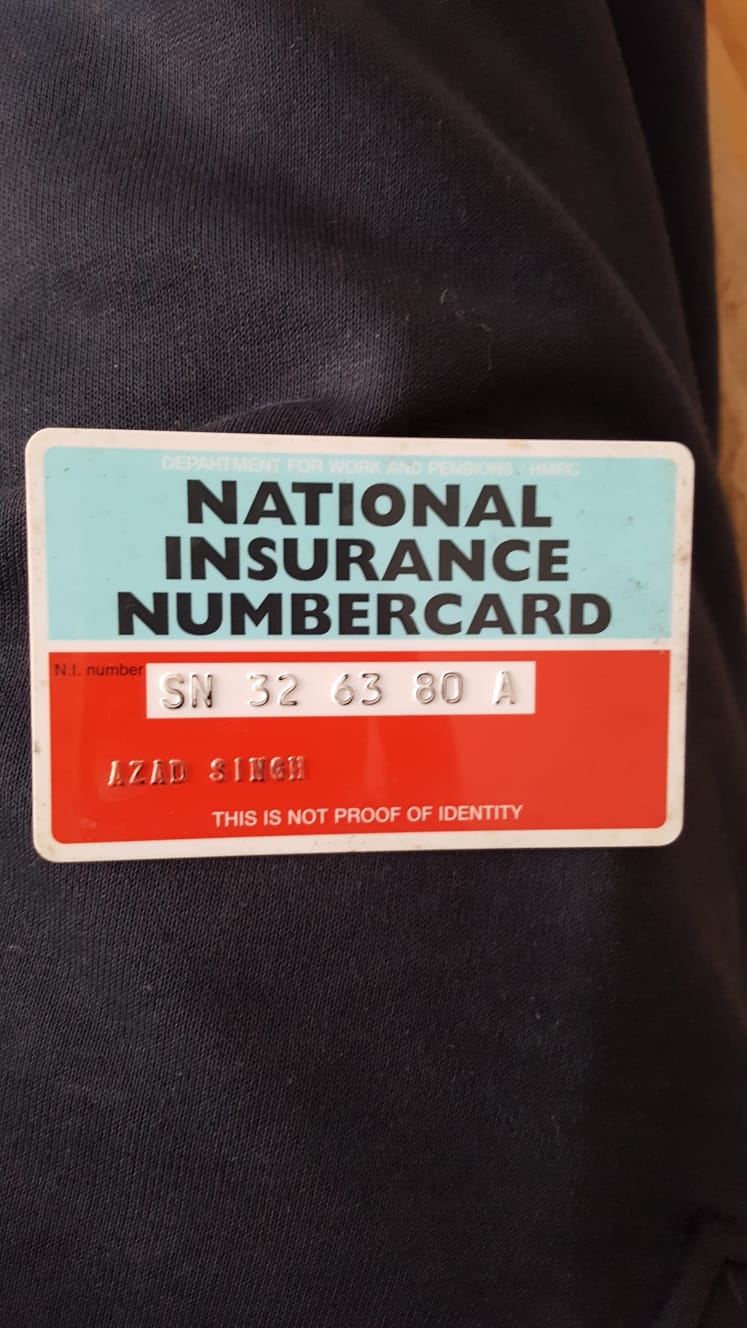 DEPARTMENT FOR WORK AND PENSIONS / HMRC
NATIONAL
INSURANCE
NUMBERCARD
N.I. number SN 32 63 80 A
AZAD SINGH
THIS IS NOT PROOF OF IDENTITY